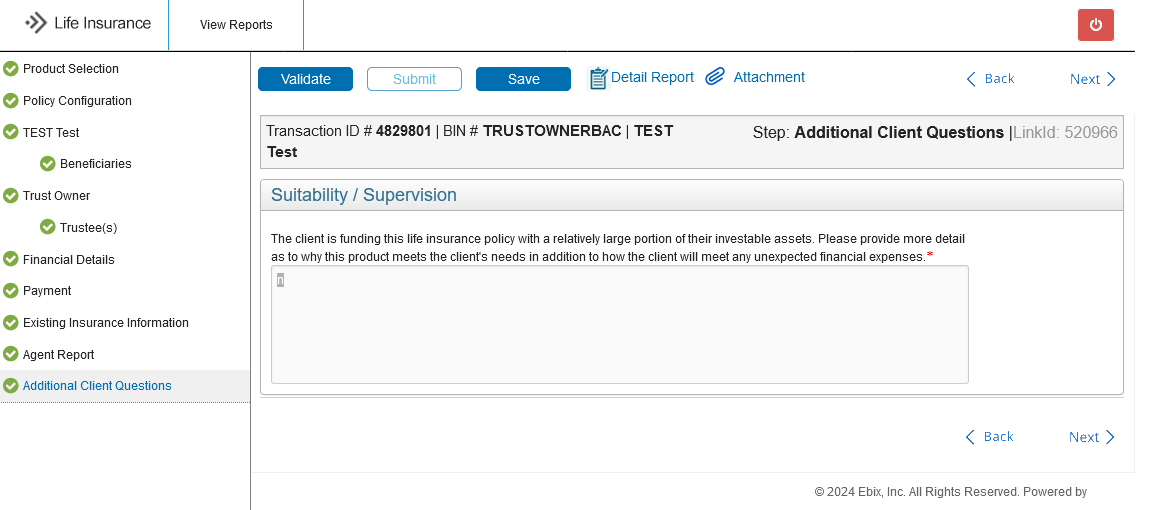 Life Insurance
View Reports
Product Selection
Policy Configuration
TEST Test
Beneficiaries
Trust Owner
Trustee(s)
Financial Details
Payment
Existing Insurance Information
Agent Report
Additional Client Questions
Validate
Submit
Save
Detail Report
Attachment
Back
Next
Transaction ID # 4829801 | BIN # TRUSTOWNERBAC | TEST
Test
Step: Additional Client Questions |LinkId: 520966
Suitability / Supervision
The client is funding this life insurance policy with a relatively large portion of their investable assets. Please provide more detail
as to why this product meets the client's needs in addition to how the client will meet any unexpected financial expenses.*
Back
Next
© 2024 Ebix, Inc. All Rights Reserved. Powered by